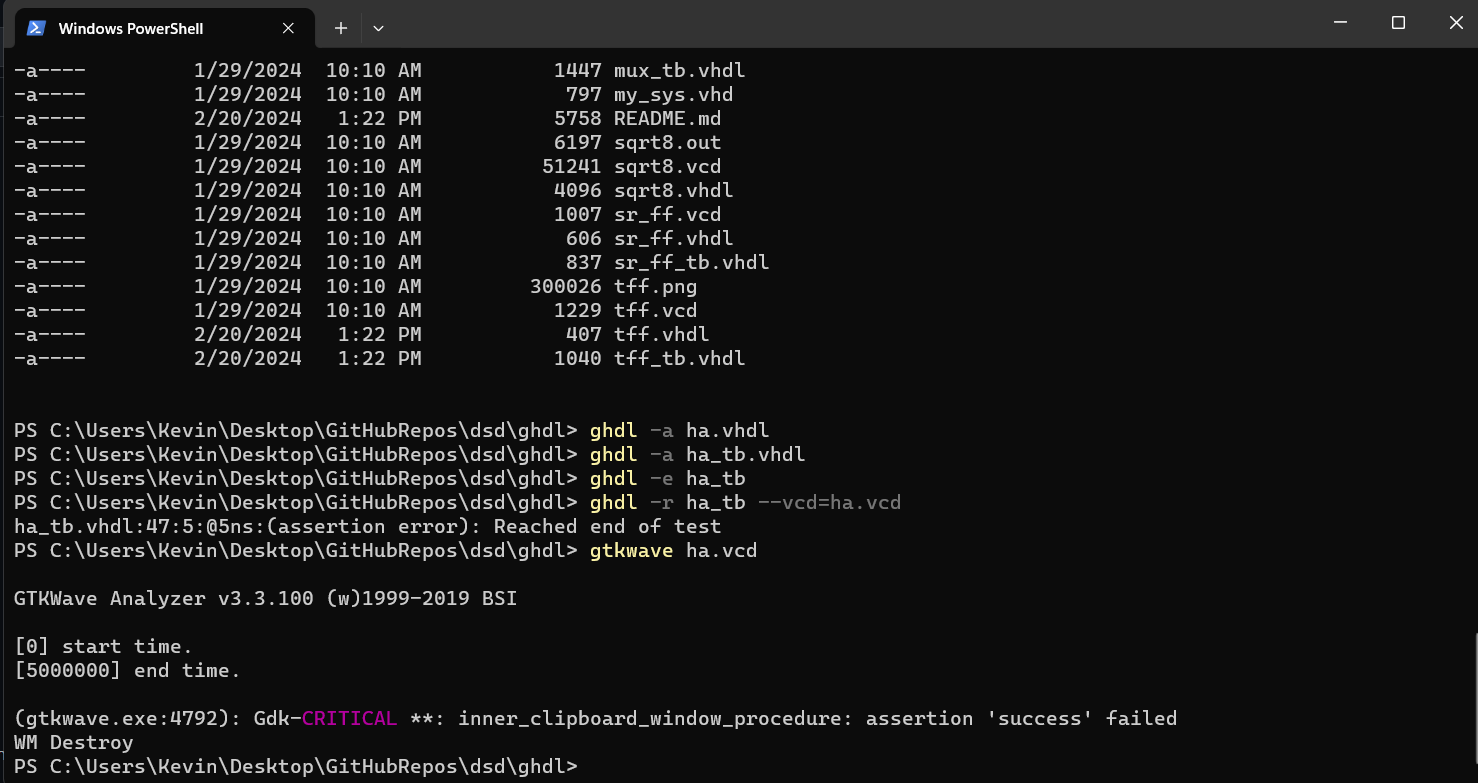 Windows PowerShell
-a---- 1/29/2024 10:10 AM 1447 mux_tb.vhdl
-a---- 1/29/2024 10:10 AM 797 my_sys.vhd
-a---- 2/20/2024 1:22 PM 5758 README.md
-a---- 1/29/2024 10:10 AM 6197 sqrt8.out
-a---- 1/29/2024 10:10 AM 51241 sqrt8.vcd
-a---- 1/29/2024 10:10 AM 4096 sqrt8.vhdl
-a---- 1/29/2024 10:10 AM 1007 sr_ff.vcd
-a---- 1/29/2024 10:10 AM 606 sr_ff.vhdl
-a---- 1/29/2024 10:10 AM 837 sr_ff_tb.vhdl
-a---- 1/29/2024 10:10 AM 300026 tff.png
-a---- 1/29/2024 10:10 AM 1229 tff.vcd
-a---- 2/20/2024 1:22 PM 407 tff.vhdl
-a---- 2/20/2024 1:22 PM 1040 tff_tb.vhdl
PS C:\Users\Kevin\Desktop\GitHubRepos\dsd\ghdl> ghdl -a ha.vhdl
PS C:\Users\Kevin\Desktop\GitHubRepos\dsd\ghdl> ghdl -a ha_tb.vhdl
PS C:\Users\Kevin\Desktop\GitHubRepos\dsd\ghdl> ghdl -e ha_tb
PS C:\Users\Kevin\Desktop\GitHubRepos\dsd\ghdl> ghdl -r ha_tb --vcd=ha.vcd
ha_tb.vhdl:47:5:@5ns:(assertion error): Reached end of test
PS C:\Users\Kevin\Desktop\GitHubRepos\dsd\ghdl> gtkwave ha.vcd
GTKWave Analyzer v3.3.100 (w)1999-2019 BSI
[0] start time.
[5000000] end time.
(gtkwave.exe:4792): Gdk-CRITICAL **: inner_clipboard_window_procedure: assertion 'success' failed
WM Destroy
PS C:\Users\Kevin\Desktop\GitHubRepos\dsd\ghdl>